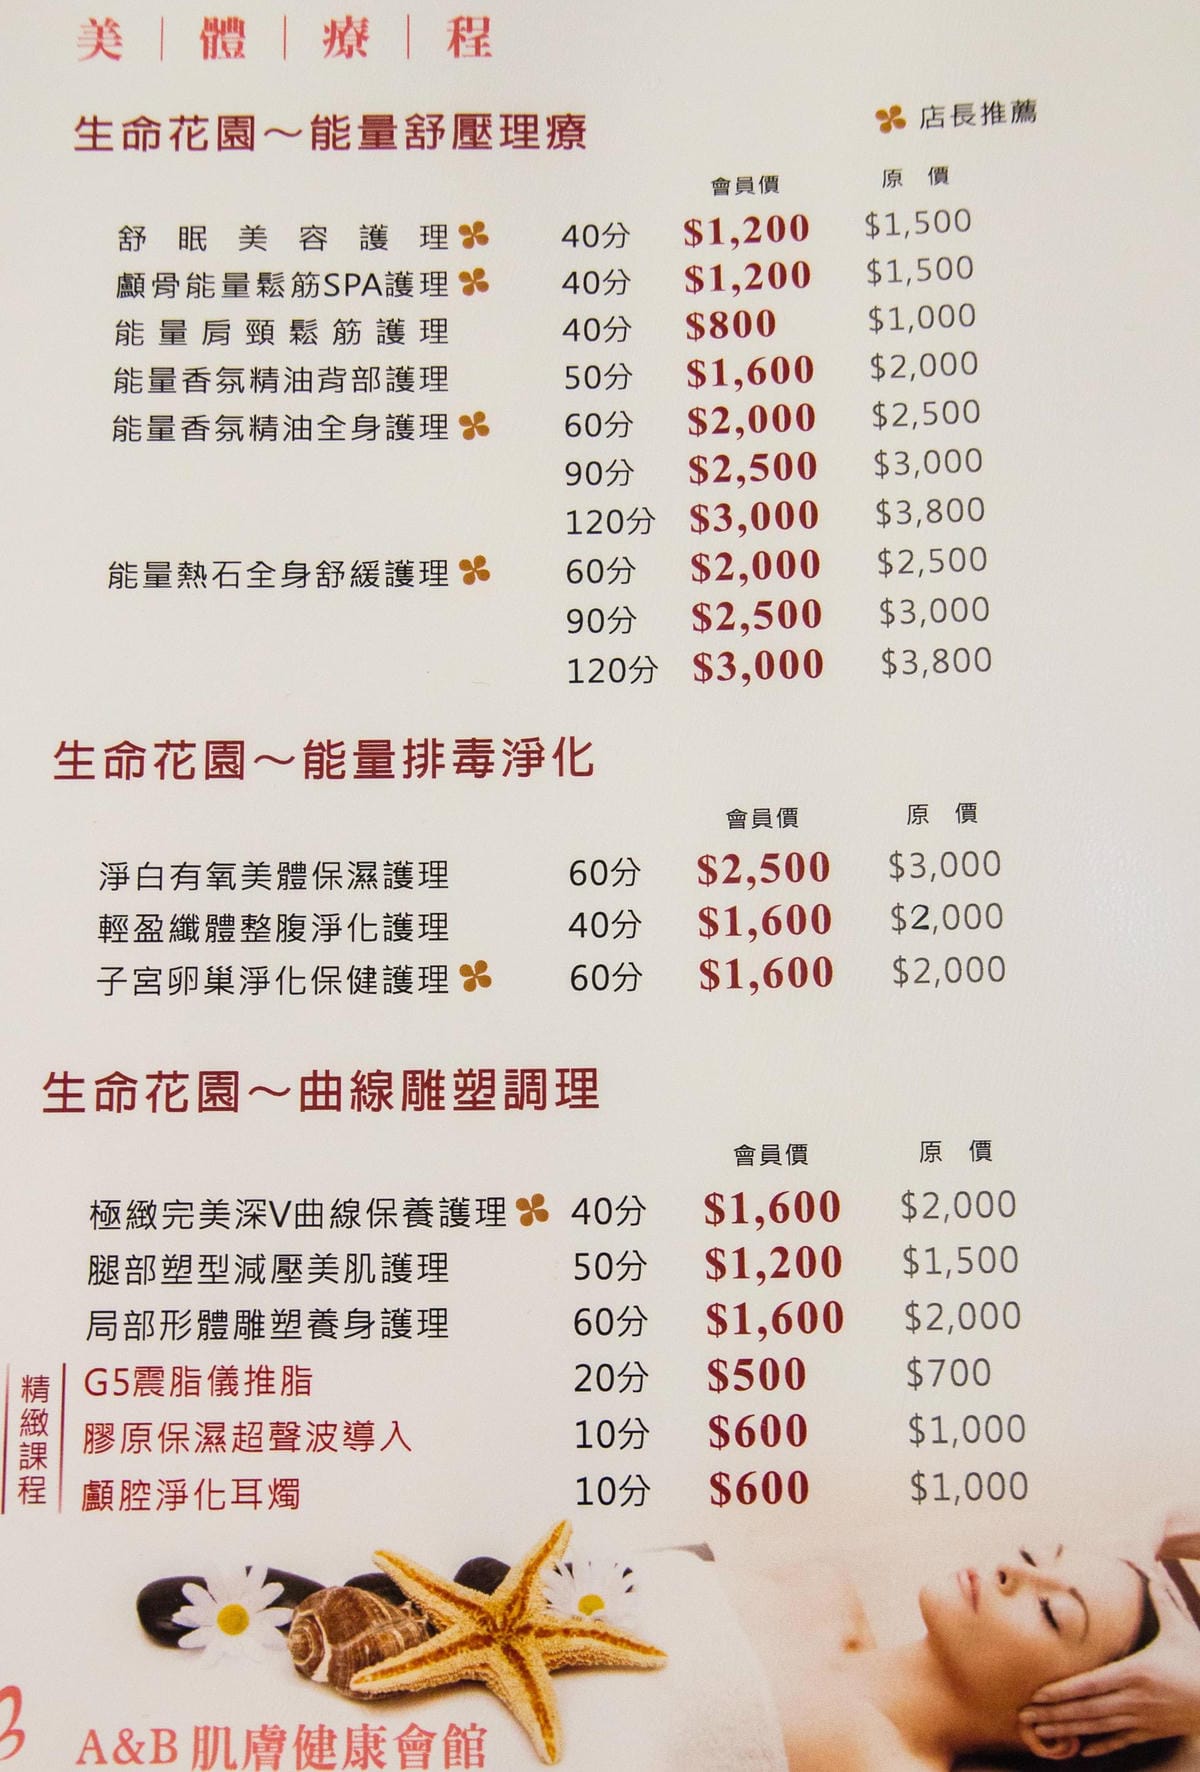 美｜體｜療｜程
生命花園～能量舒壓理療
店長推薦
會員價 原價
舒眠美容護理 40分 $1,200 $1,500
顱骨能量鬆筋SPA護理 40分 $1,200 $1,500
能量肩頸鬆筋護理 40分 $800 $1,000
能量香氛精油背部護理 50分 $1,600 $2,000
能量香氛精油全身護理 60分 $2,000 $2,500
90分 $2,500 $3,000
120分 $3,000 $3,800
能量熱石全身舒緩護理 60分 $2,000 $2,500
90分 $2,500 $3,000
120分 $3,000 $3,800
生命花園～能量排毒淨化
會員價 原價
淨白有氧美體保濕護理 60分 $2,500 $3,000
輕盈纖體整腹淨化護理 40分 $1,600 $2,000
子宮卵巢淨化保健護理 60分 $1,600 $2,000
生命花園～曲線雕塑調理
會員價 原價
極緻完美深V曲線保養護理 40分 $1,600 $2,000
腿部塑型減壓美肌護理 50分 $1,200 $1,500
局部形體雕塑養身護理 60分 $1,600 $2,000
精緻課程
G5震脂儀推脂 20分 $500 $700
膠原保濕超聲波導入 10分 $600 $1,000
顱腔淨化耳燭 10分 $600 $1,000
A&B 肌膚健康會館